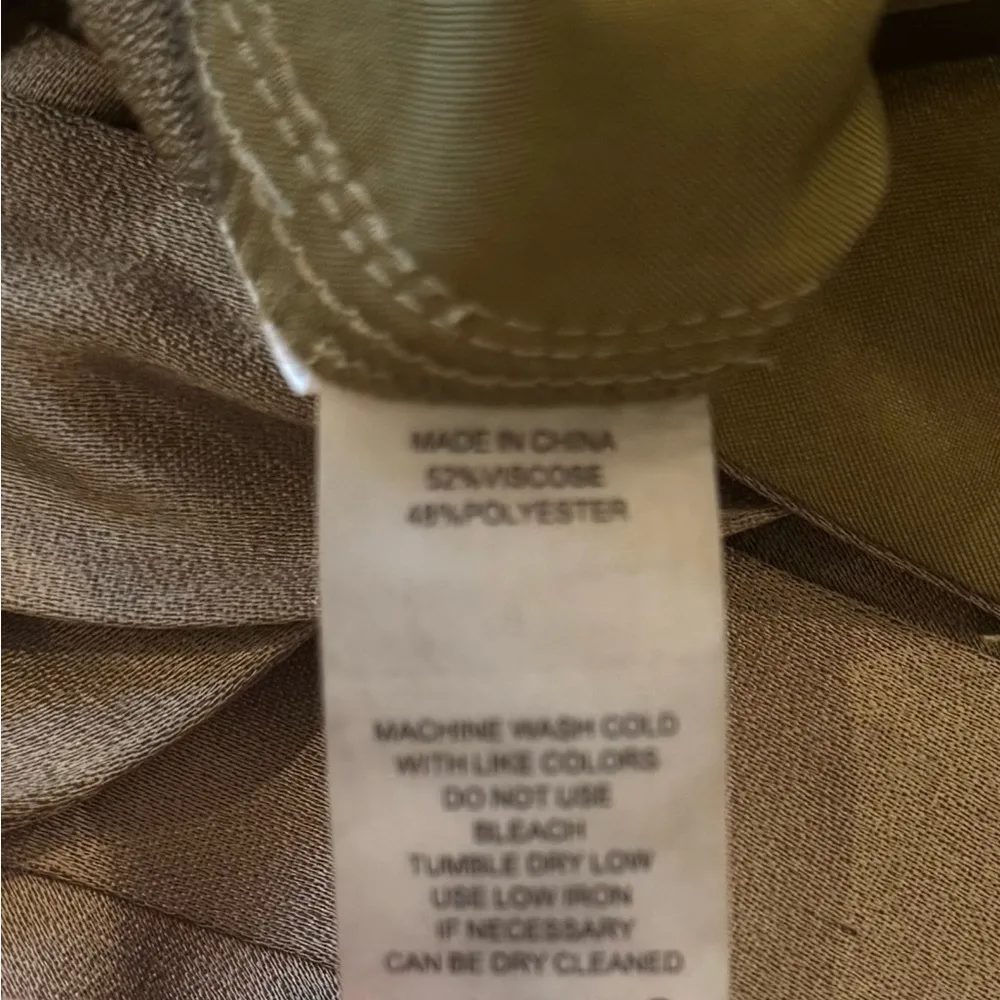 MADE IN CHINA
52%VISCOSE
48%POLYESTER
MACHINE WASH COLD
WITH LIKE COLORS
DO NOT USE
BLEACH
TUMBLE DRY LOW
USE LOW IRON
IF NECESSARY
CAN BE DRY CLEANED